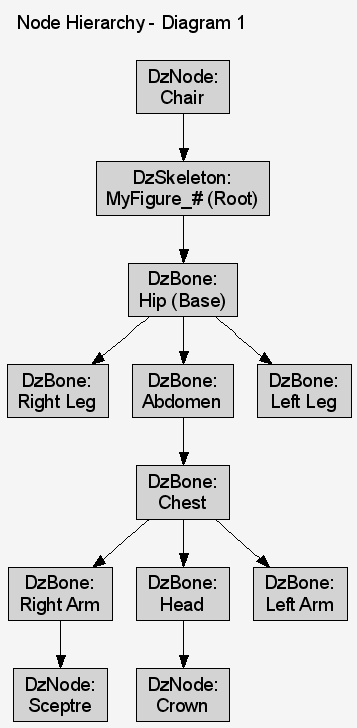 Node Hierarchy - Diagram 1
DzNode:
Chair
DzSkeleton:
MyFigure_# (Root)
DzBone:
Hip (Base)
DzBone:
Right Leg
DzBone:
Abdomen
DzBone:
Left Leg
DzBone:
Chest
DzBone:
Right Arm
DzBone:
Head
DzBone:
Left Arm
DzNode:
Sceptre
DzNode:
Crown